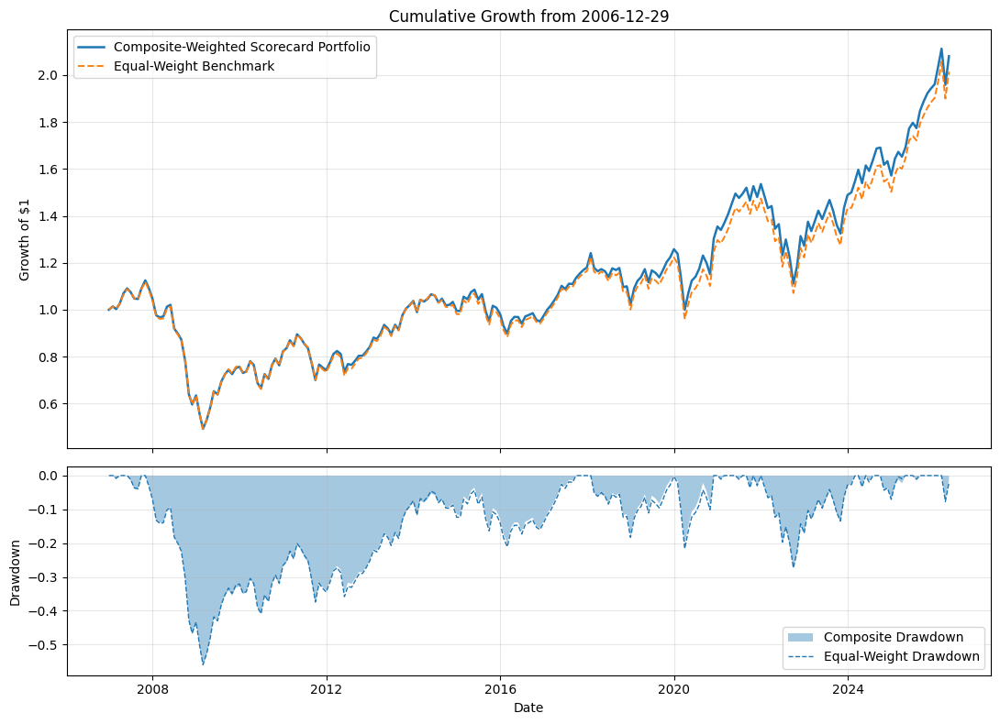 Cumulative Growth from 2006-12-29
Composite-Weighted Scorecard Portfolio
Equal-Weight Benchmark
Growth of $1
2.0
1.8
1.6
1.4
1.2
1.0
0.8
0.6
Drawdown
0.0
−0.1
−0.2
−0.3
−0.4
−0.5
Composite Drawdown
Equal-Weight Drawdown
2008 2012 2016 2020 2024
Date